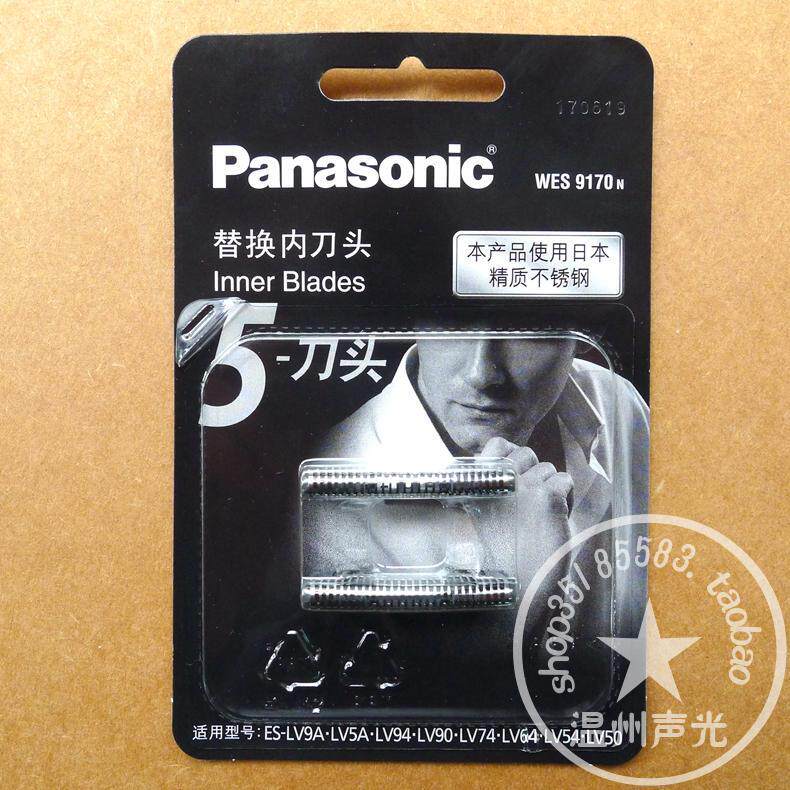 170619
Panasonic®
WES 9170 N
替换内刀头
Inner Blades
本产品使用日本
精质不锈钢
5-刀头
适用型号: ES-LV9A·LV5A·LV94·LV90·LV74·LV64·LV54·LV50
shop35785583.taobao
温州声光